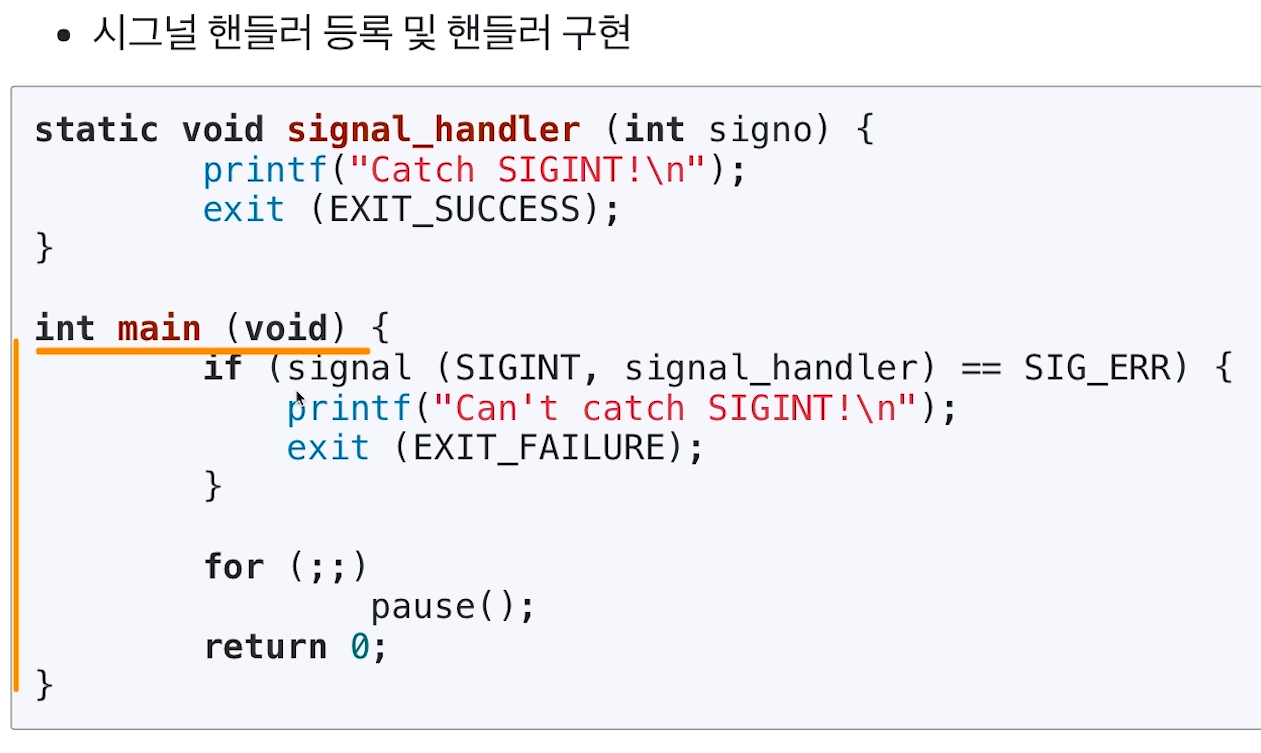 • 시그널 핸들러 등록 및 핸들러 구현
static void signal_handler (int signo) {
        printf("Catch SIGINT!\n");
        exit (EXIT_SUCCESS);
}
int main (void) {
        if (signal (SIGINT, signal_handler) == SIG_ERR) {
            printf("Can't catch SIGINT!\n");
            exit (EXIT_FAILURE);
        }
        for (;;)
                pause();
        return 0;
}